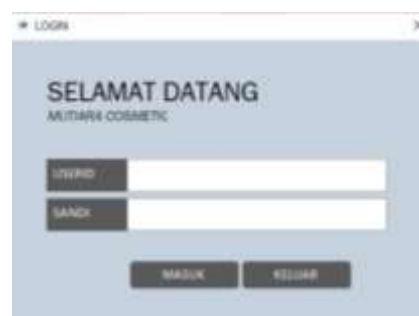 LOGIN
SELAMAT DATANG
MUTIARA COSMETIC
USERID
SANDI
MASUK KELUAR